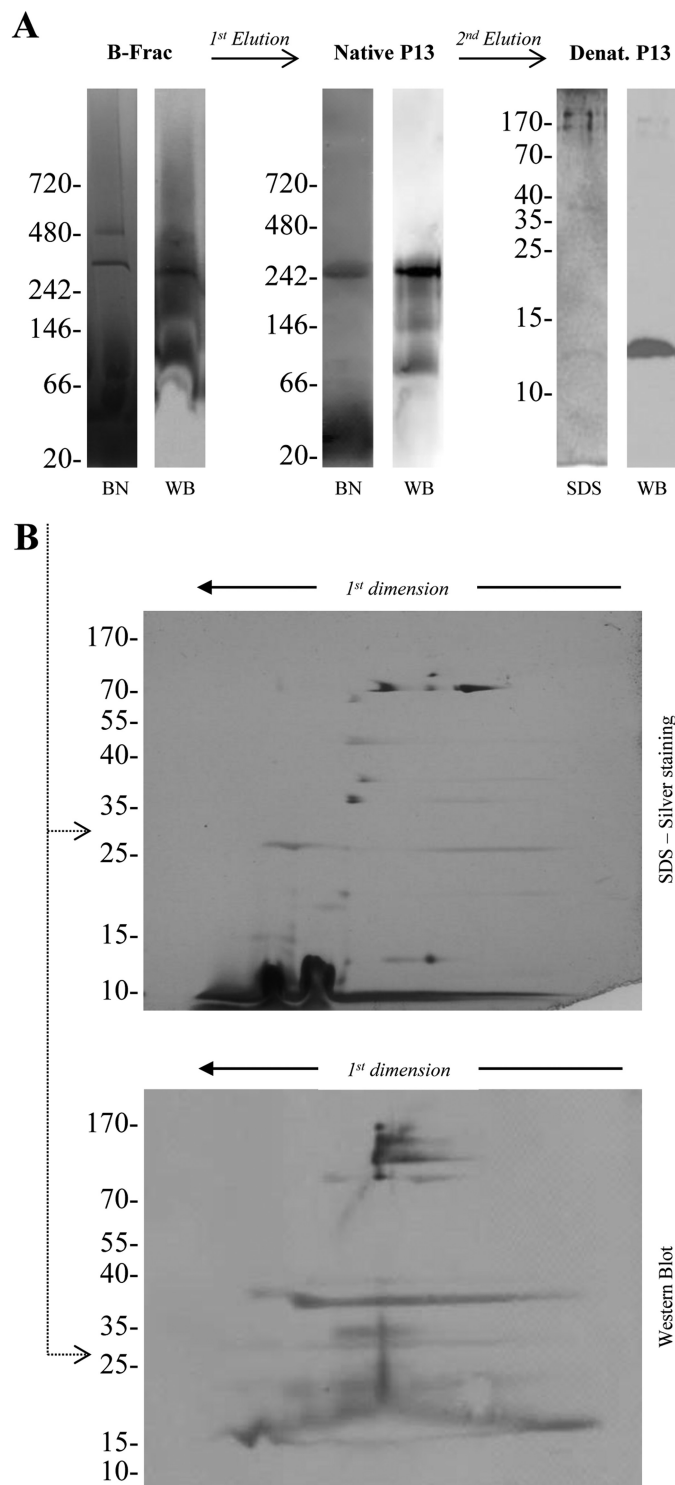 A
B-Frac
1st Elution
Native P13
2nd Elution
Denat. P13
720-
480-
242-
146-
66-
20-
BN
WB
720-
480-
242-
146-
66-
20-
BN
WB
170-
70-
40-
35-
25-
15-
10-
SDS
WB
B
1st dimension
170-
70-
55-
40-
35-
25-
15-
10-
SDS – Silver staining
1st dimension
170-
70-
55-
40-
35-
25-
15-
10-
Western Blot